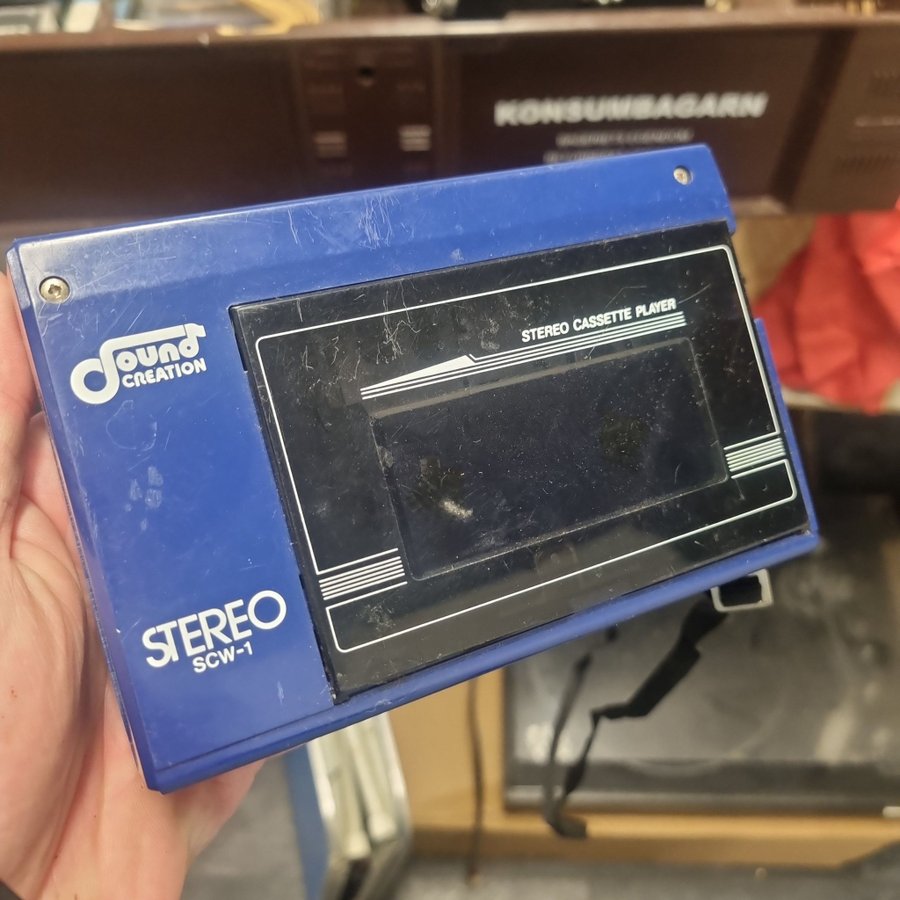 KONSUMBAGARN
Sound
CREATION
STEREO CASSETTE PLAYER
STEREO
SCW-1